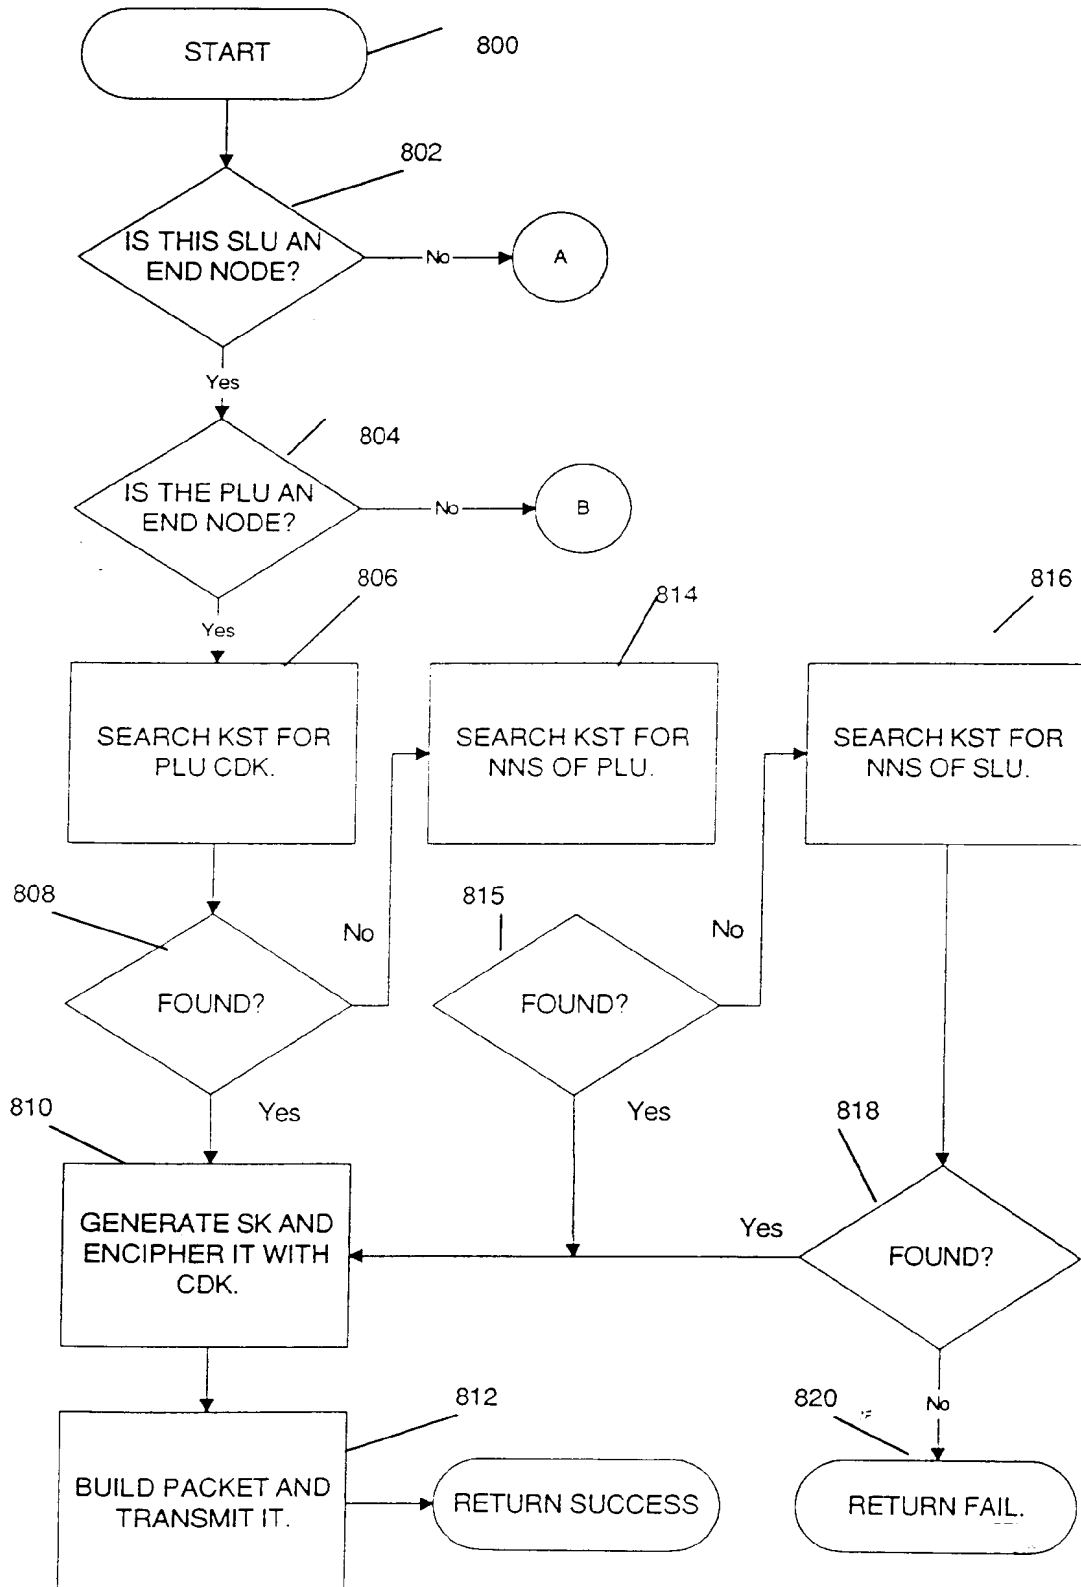 START
800
802
IS THIS SLU AN
END NODE?
No
A
Yes
804
IS THE PLU AN
END NODE?
No
B
Yes
806
814
816
SEARCH KST FOR
PLU CDK.
SEARCH KST FOR
NNS OF PLU.
SEARCH KST FOR
NNS OF SLU.
808
FOUND?
No
815
FOUND?
No
Yes
Yes
810
GENERATE SK AND
ENCIPHER IT WITH
CDK.
818
FOUND?
Yes
No
812
BUILD PACKET AND
TRANSMIT IT.
RETURN SUCCESS
820
RETURN FAIL.